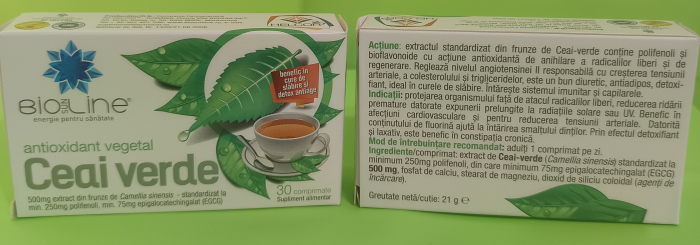 BioSunLine®
energie pentru sănătate
antioxidant vegetal
Ceai verde
benefic în
cure de
slăbire și
detox antiage
500mg extract din frunze de Camellia sinensis - standardizat la
min. 250mg polifenoli, min. 75mg epigalocatechingalat (EGCG)
30 comprimate
Supliment alimentar
Acțiune: extractul standardizat din frunze de Ceai-verde conține polifenoli și
bioflavonoide cu acțiune antioxidantă de anihilare a radicalilor liberi și de
regenerare. Reglează nivelul angiotensinei II responsabilă cu creșterea tensiunii
arteriale, a colesterolului și trigliceridelor, este un bun diuretic, antiadipos, detoxi-
fiant, ideal în curele de slăbire. Întărește sistemul imunitar și capilarele.
Indicații: protejarea organismului față de atacul radicalilor liberi, reducerea ridării
premature datorate expunerii prelungite la radiațiile solare sau UV. Benefic în
afecțiuni cardiovasculare și pentru reducerea tensiunii arteriale. Datorită
conținutului de fluorină ajută la întărirea smalțului dinților. Prin efectul detoxifiant
și laxativ, este benefic în constipația cronică.
Mod de întrebuințare recomandat: adulți 1 comprimat pe zi.
Ingrediente/comprimat: extract de Ceai-verde (Camellia sinensis) standardizat la
minimum 250mg polifenoli, din care minimum 75mg epigalocatechingalat (EGCG)
500 mg, fosfat de calciu, stearat de magneziu, dioxid de siliciu coloidal (agenți de
încărcare).
Greutate netă/cutie: 21 g e